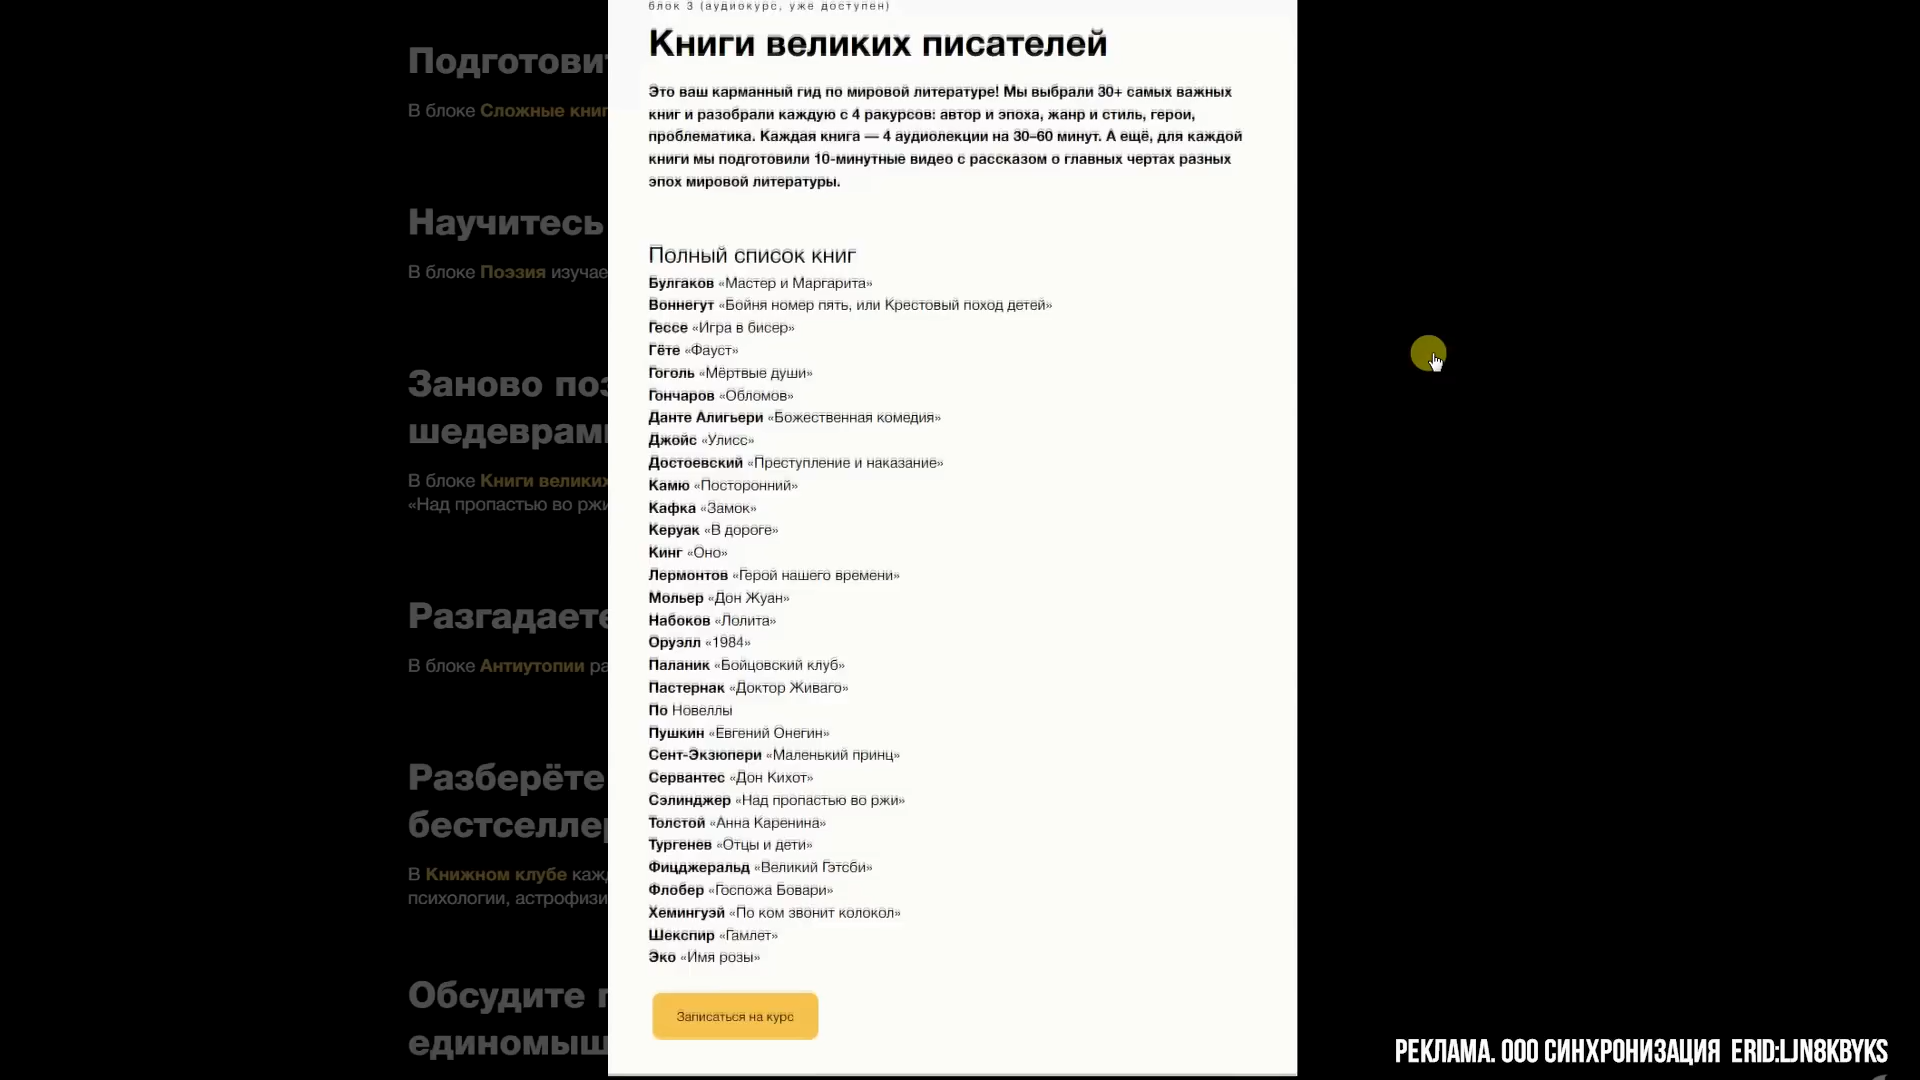 блок 3 (аудиокурс, уже доступен)
Книги великих писателей
Это ваш карманный гид по мировой литературе! Мы выбрали 30+ самых важных
книг и разобрали каждую с 4 ракурсов: автор и эпоха, жанр и стиль, герои,
проблематика. Каждая книга — 4 аудиолекции на 30–60 минут. А ещё, для каждой
книги мы подготовили 10-минутные видео с рассказом о главных чертах разных
эпох мировой литературы.
Полный список книг
Булгаков «Мастер и Маргарита»
Воннегут «Бойня номер пять, или Крестовый поход детей»
Гессе «Игра в бисер»
Гёте «Фауст»
Гоголь «Мёртвые души»
Гончаров «Обломов»
Данте Алигьери «Божественная комедия»
Джойс «Улисс»
Достоевский «Преступление и наказание»
Камю «Посторонний»
Кафка «Замок»
Керуак «В дороге»
Кинг «Оно»
Лермонтов «Герой нашего времени»
Мольер «Дон Жуан»
Набоков «Лолита»
Оруэлл «1984»
Паланик «Бойцовский клуб»
Пастернак «Доктор Живаго»
По Новеллы
Пушкин «Евгений Онегин»
Сент-Экзюпери «Маленький принц»
Сервантес «Дон Кихот»
Сэлинджер «Над пропастью во ржи»
Толстой «Анна Каренина»
Тургенев «Отцы и дети»
Фицджеральд «Великий Гэтсби»
Флобер «Госпожа Бовари»
Хемингуэй «По ком звонит колокол»
Шекспир «Гамлет»
Эко «Имя розы»
Записаться на курс
Подготовит
В блоке Сложные книг
Научитесь
В блоке Поэзия изучае
Заново поз
шедеврами
В блоке Книги великих
«Над пропастью во ржи
Разгадаете
В блоке Антиутопии ра
Разберёте
бестселлер
В Книжном клубе кажд
психологии, астрофизи
Обсудите п
единомыш
РЕКЛАМА. ООО СИНХРОНИЗАЦИЯ ERID:LJN8KBYKS